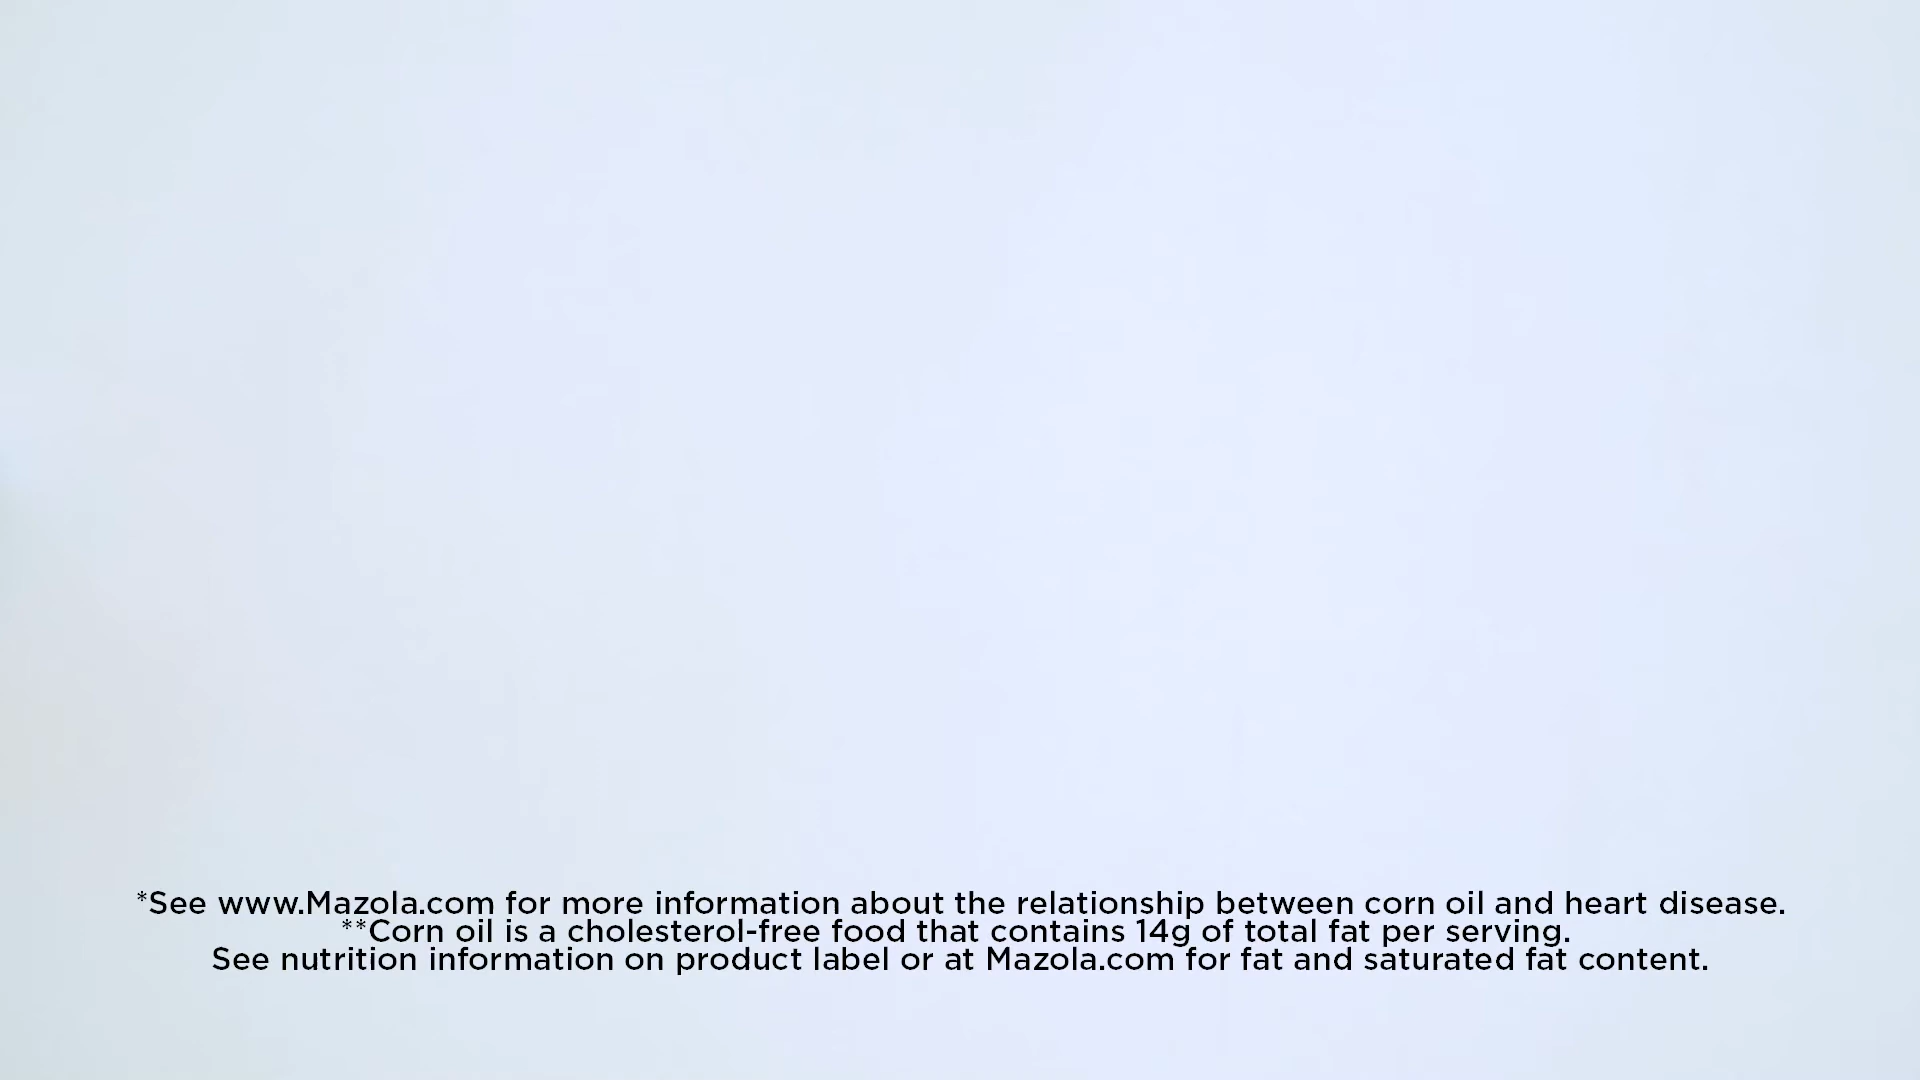 *See www.Mazola.com for more information about the relationship between corn oil and heart disease.
**Corn oil is a cholesterol-free food that contains 14g of total fat per serving.
See nutrition information on product label or at Mazola.com for fat and saturated fat content.